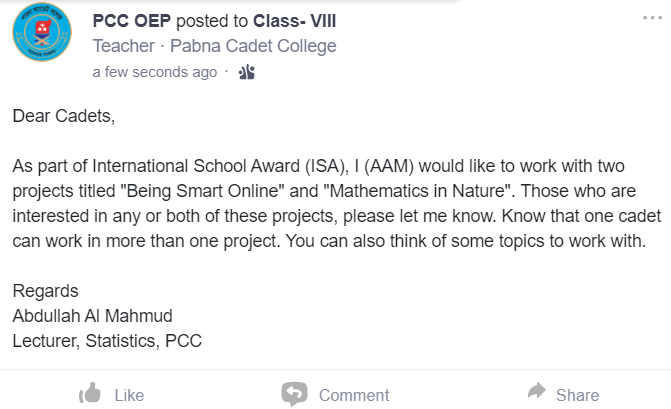 PCC OEP posted to Class- VIII
Teacher · Pabna Cadet College
a few seconds ago ·
Dear Cadets,
As part of International School Award (ISA), I (AAM) would like to work with two
projects titled "Being Smart Online" and "Mathematics in Nature". Those who are
interested in any or both of these projects, please let me know. Know that one cadet
can work in more than one project. You can also think of some topics to work with.
Regards
Abdullah Al Mahmud
Lecturer, Statistics, PCC
Like Comment Share